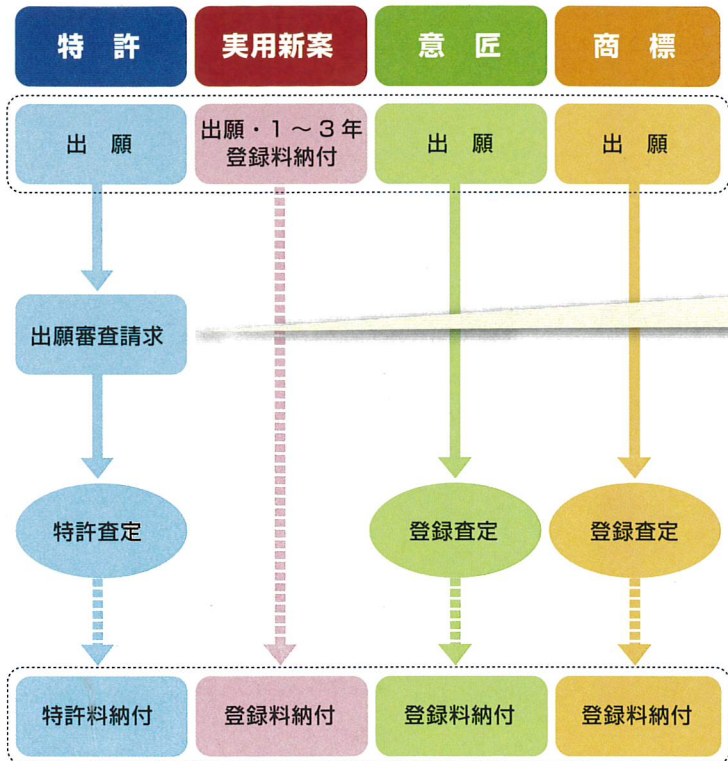 特 許
実用新案
意 匠
商 標
出 願
出願・1～3年
登録料納付
出 願
出 願
出願審査請求
特許査定
登録査定
登録査定
特許料納付
登録料納付
登録料納付
登録料納付